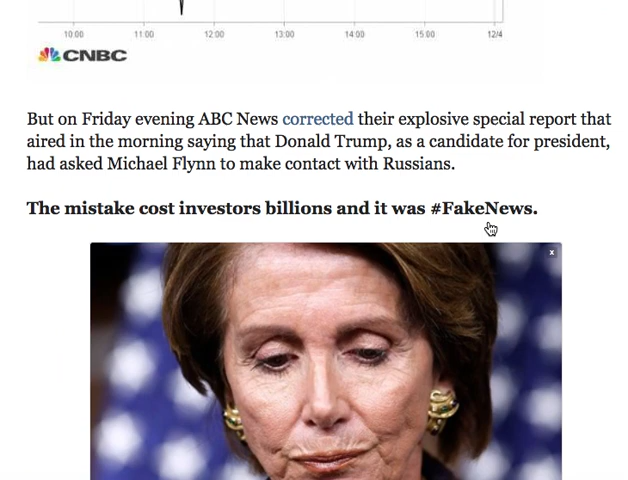 10:00 11:00 12:00 13:00 14:00 15:00 12/4
CNBC
But on Friday evening ABC News corrected their explosive special report that
aired in the morning saying that Donald Trump, as a candidate for president,
had asked Michael Flynn to make contact with Russians.
The mistake cost investors billions and it was #FakeNews.
x